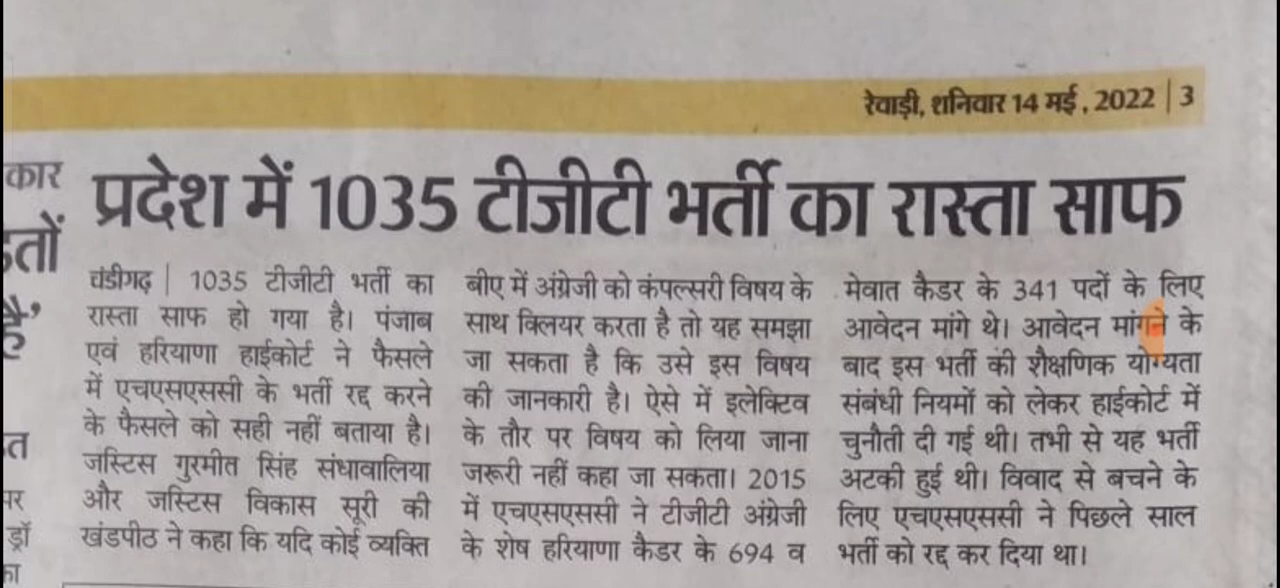 रेवाड़ी, शनिवार 14 मई, 2022 | 3
प्रदेश में 1035 टीजीटी भर्ती का रास्ता साफ
चंडीगढ़ | 1035 टीजीटी भर्ती का
रास्ता साफ हो गया है। पंजाब
एवं हरियाणा हाईकोर्ट ने फैसले
में एचएसएससी के भर्ती रद्द करने
के फैसले को सही नहीं बताया है।
जस्टिस गुरमीत सिंह संधावालिया
और जस्टिस विकास सूरी की
खंडपीठ ने कहा कि यदि कोई व्यक्ति
बीए में अंग्रेजी को कंपल्सरी विषय के
साथ क्लियर करता है तो यह समझा
जा सकता है कि उसे इस विषय
की जानकारी है। ऐसे में इलेक्टिव
के तौर पर विषय को लिया जाना
जरूरी नहीं कहा जा सकता। 2015
में एचएसएससी ने टीजीटी अंग्रेजी
के शेष हरियाणा कैडर के 694 व
मेवात कैडर के 341 पदों के लिए
आवेदन मांगे थे। आवेदन मांगने के
बाद इस भर्ती की शैक्षणिक योग्यता
संबंधी नियमों को लेकर हाईकोर्ट में
चुनौती दी गई थी। तभी से यह भर्ती
अटकी हुई थी। विवाद से बचने के
लिए एचएसएससी ने पिछले साल
भर्ती को रद्द कर दिया था।